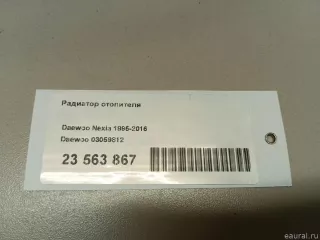 Радиатор отопителя
Daewoo Nexia 1995-2016
Daewoo 03059812
23 563 867
eaural.ru